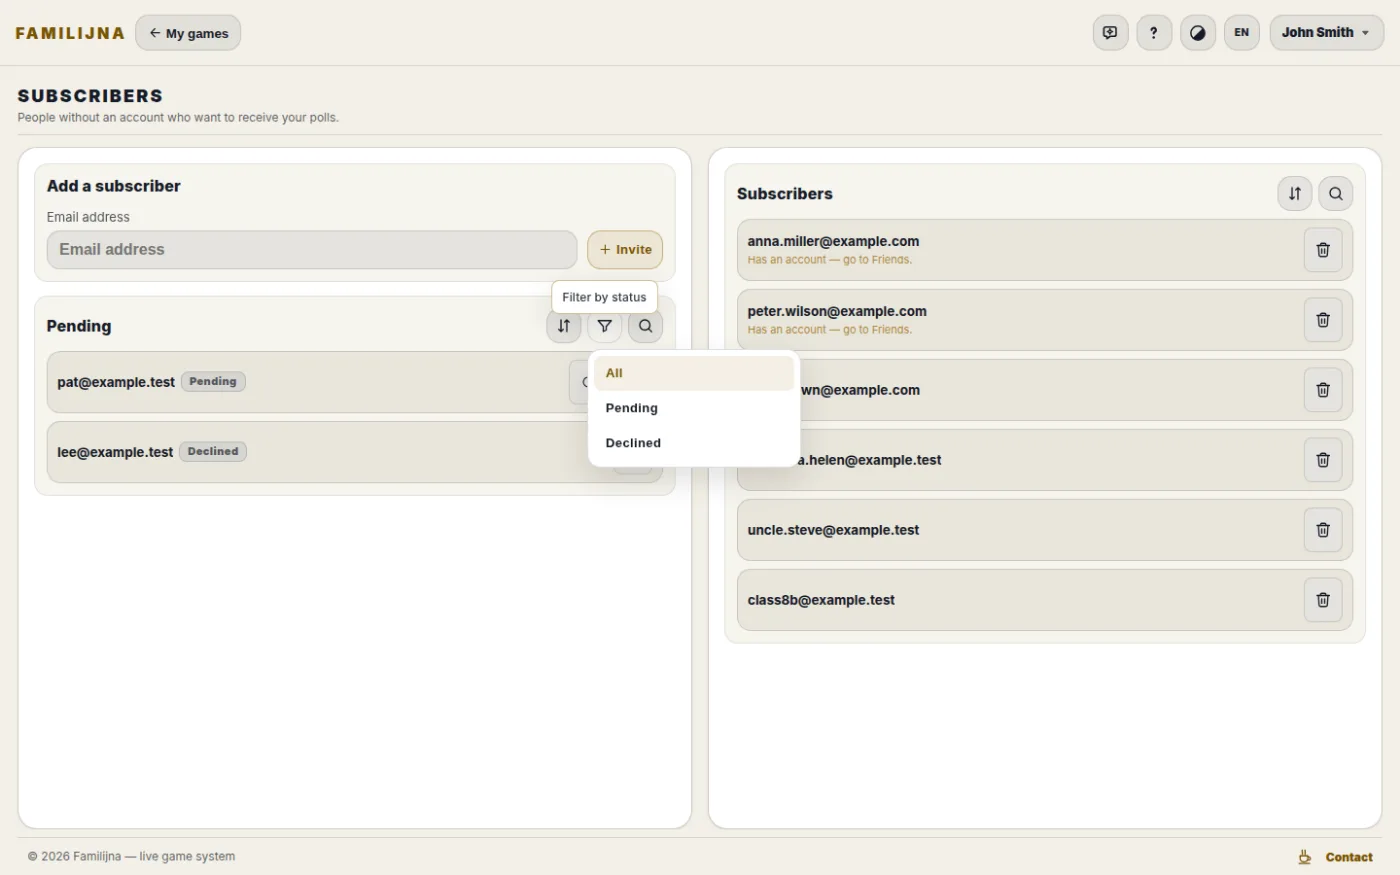 FAMILIJNA
My games
?
EN
John Smith
SUBSCRIBERS
People without an account who want to receive your polls.
Add a subscriber
Email address
Email address
+ Invite
Filter by status
Pending
pat@example.test Pending
lee@example.test Declined
All
Pending
Declined
Subscribers
anna.miller@example.com
Has an account — go to Friends.
peter.wilson@example.com
Has an account — go to Friends.
wn@example.com
a.helen@example.test
uncle.steve@example.test
class8b@example.test
© 2026 Familijna — live game system
Contact